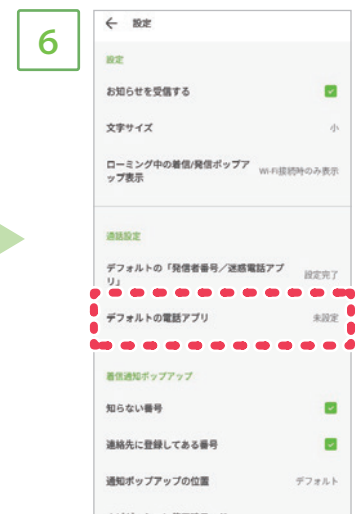 6
← 設定
設定
お知らせを受信する
文字サイズ 小
ローミング中の着信/発信ポップア
ップ表示 Wi-Fi接続時のみ表示
通話設定
デフォルトの「発信者番号/迷惑電話アプ
リ」 設定完了
デフォルトの電話アプリ 未設定
着信通知ポップアップ
知らない番号
連絡先に登録してある番号
通知ポップアップの位置 デフォルト